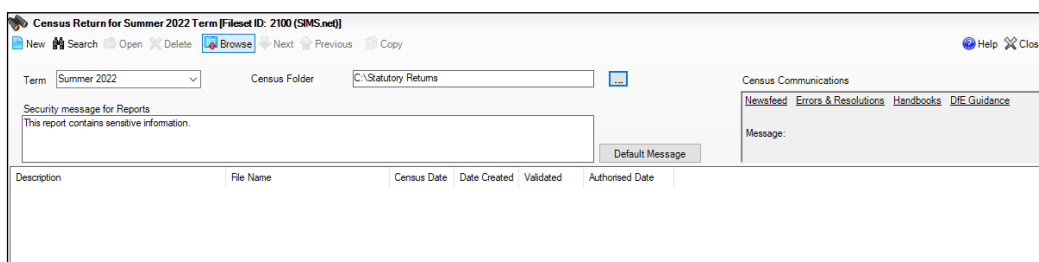 Census Return for Summer 2022 Term [Fileset ID: 2100 (SIMS.net)]
New Search Open Delete Browse Next Previous Copy Help Clos
Term Summer 2022 Census Folder C:\Statutory Returns ... Census Communications
Newsfeed Errors & Resolutions Handbooks DfE Guidance
Security message for Reports
This report contains sensitive information.
Message:
Default Message
Description File Name Census Date Date Created Validated Authorised Date